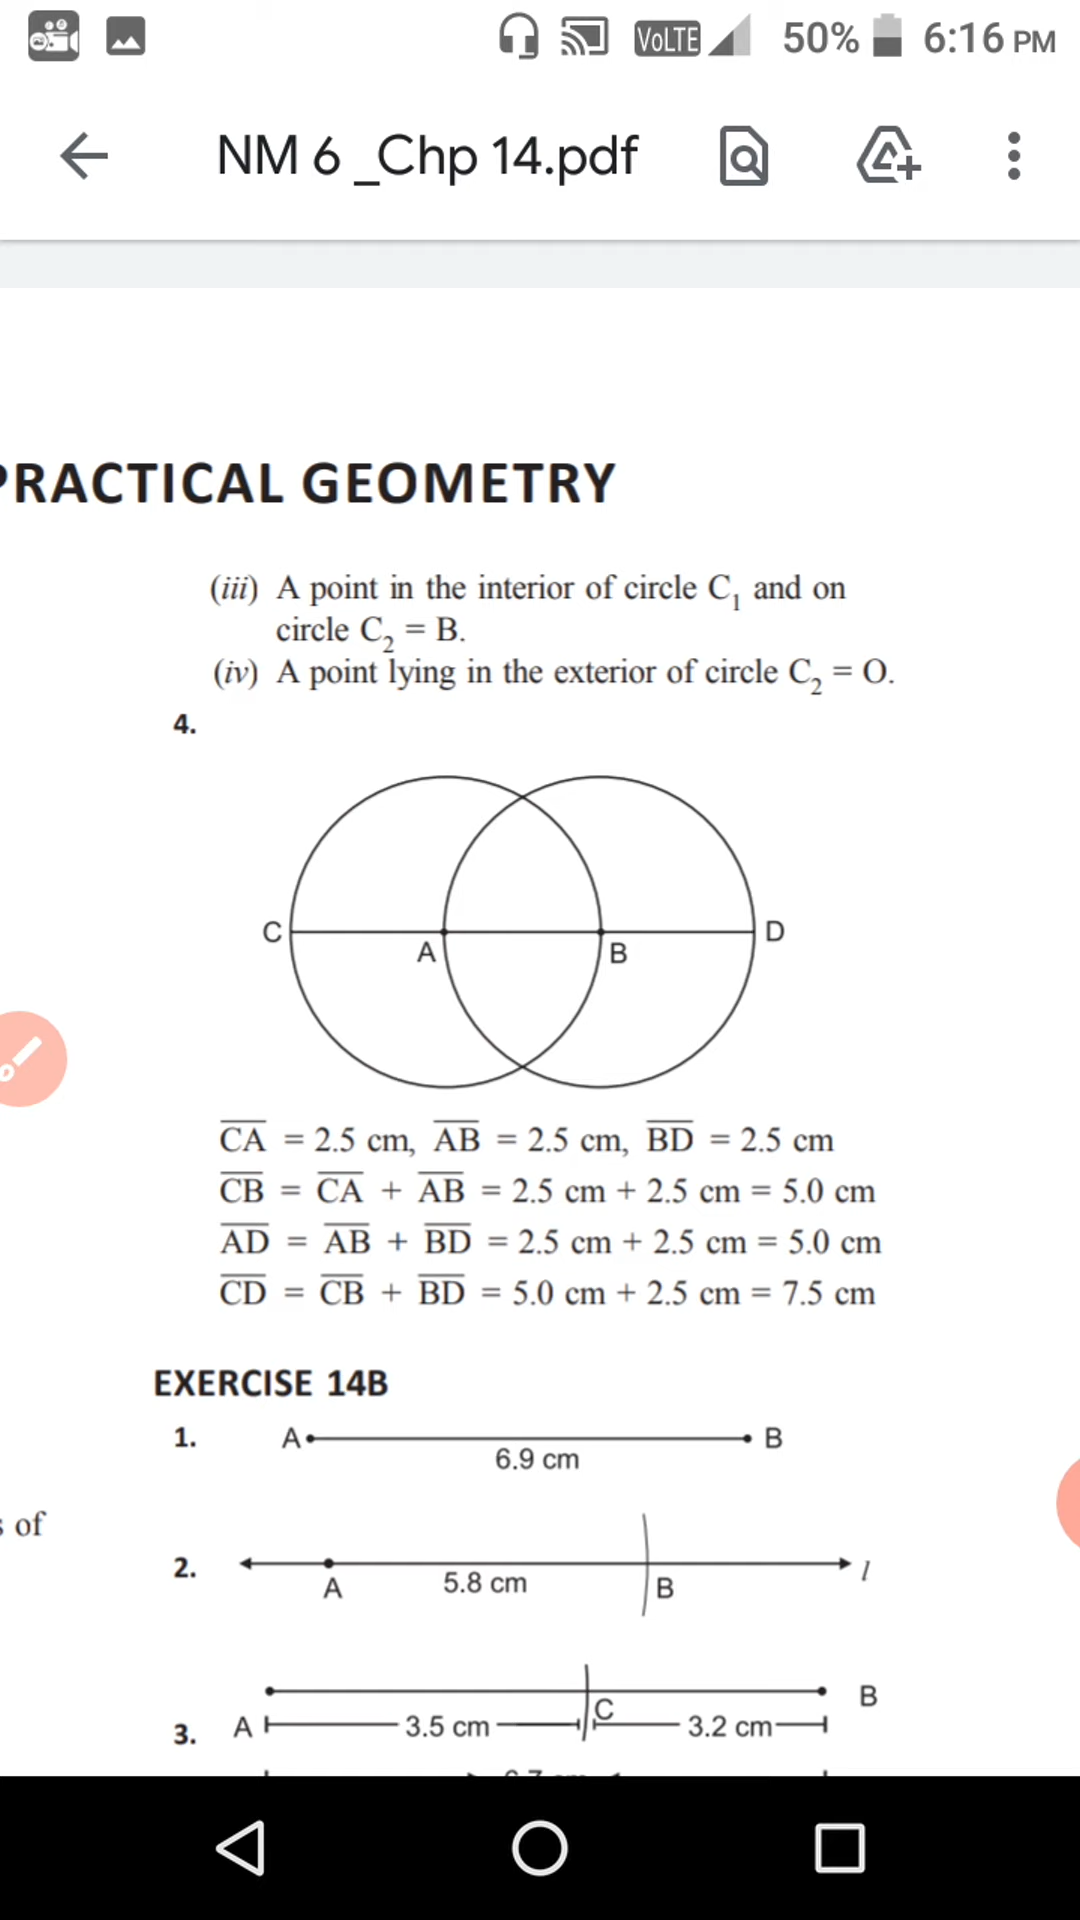 VoLTE 50% 6:16 PM
NM 6 _Chp 14.pdf
PRACTICAL GEOMETRY
(iii) A point in the interior of circle C₁ and on
circle C₂ = B.
(iv) A point lying in the exterior of circle C₂ = O.
4.
C A B D
CA = 2.5 cm, AB = 2.5 cm, BD = 2.5 cm
CB = CA + AB = 2.5 cm + 2.5 cm = 5.0 cm
AD = AB + BD = 2.5 cm + 2.5 cm = 5.0 cm
CD = CB + BD = 5.0 cm + 2.5 cm = 7.5 cm
EXERCISE 14B
1. A B
6.9 cm
of
2. A 5.8 cm B l
3. A 3.5 cm C 3.2 cm B